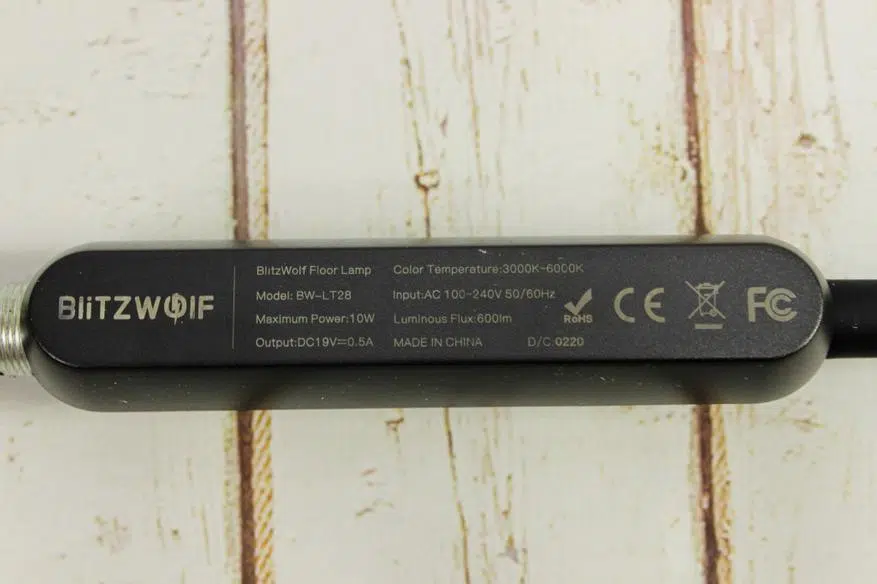 BliTZWOlF
BlitzWolf Floor Lamp
Model: BW-LT28
Maximum Power:10W
Output:DC19V⎓0.5A
Color Temperature:3000K-6000K
Input:AC 100-240V 50/60Hz
Luminous Flux:600lm
MADE IN CHINA
D/C 0220
RoHS
CE
FC